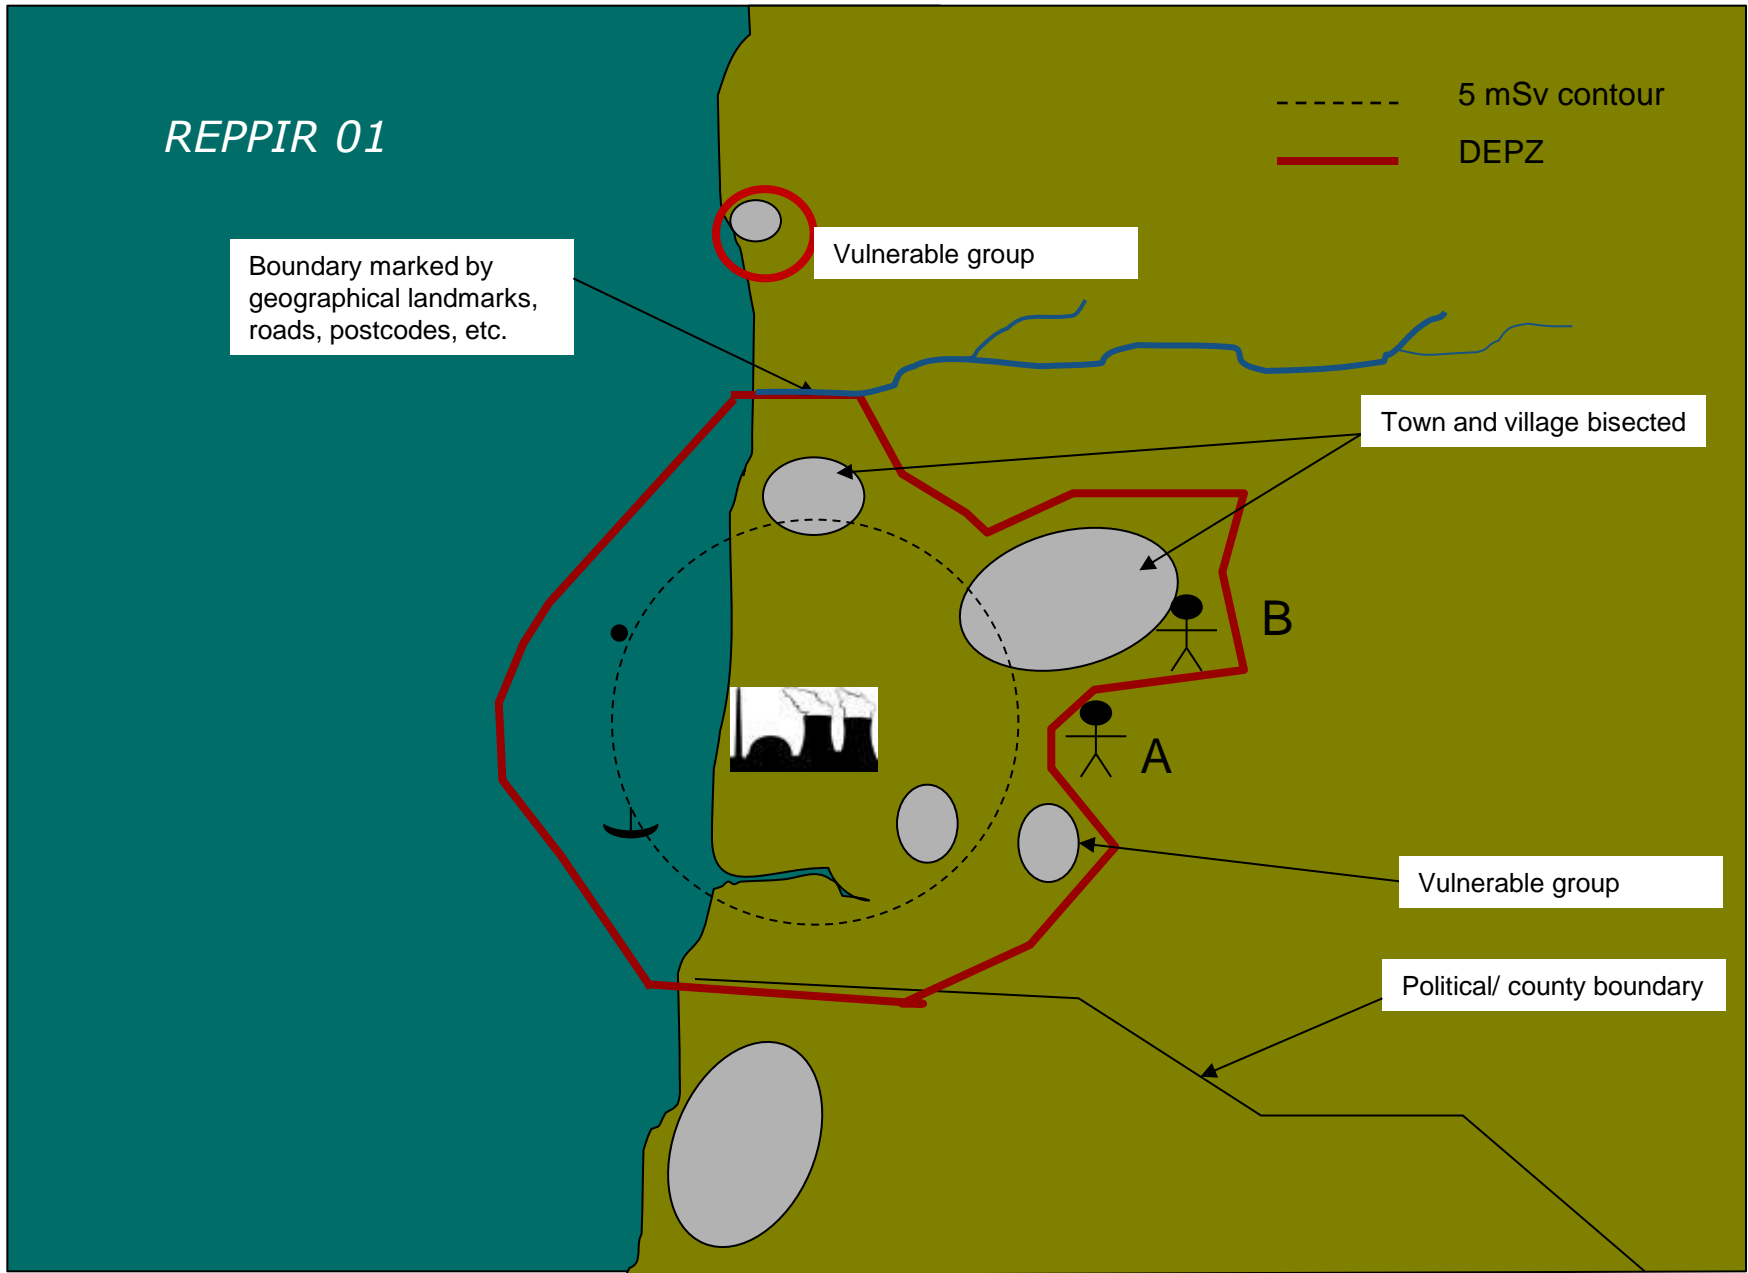 REPPIR 01
5 mSv contour
DEPZ
Vulnerable group
Boundary marked by
geographical landmarks,
roads, postcodes, etc.
Town and village bisected
B
A
Vulnerable group
Political/ county boundary